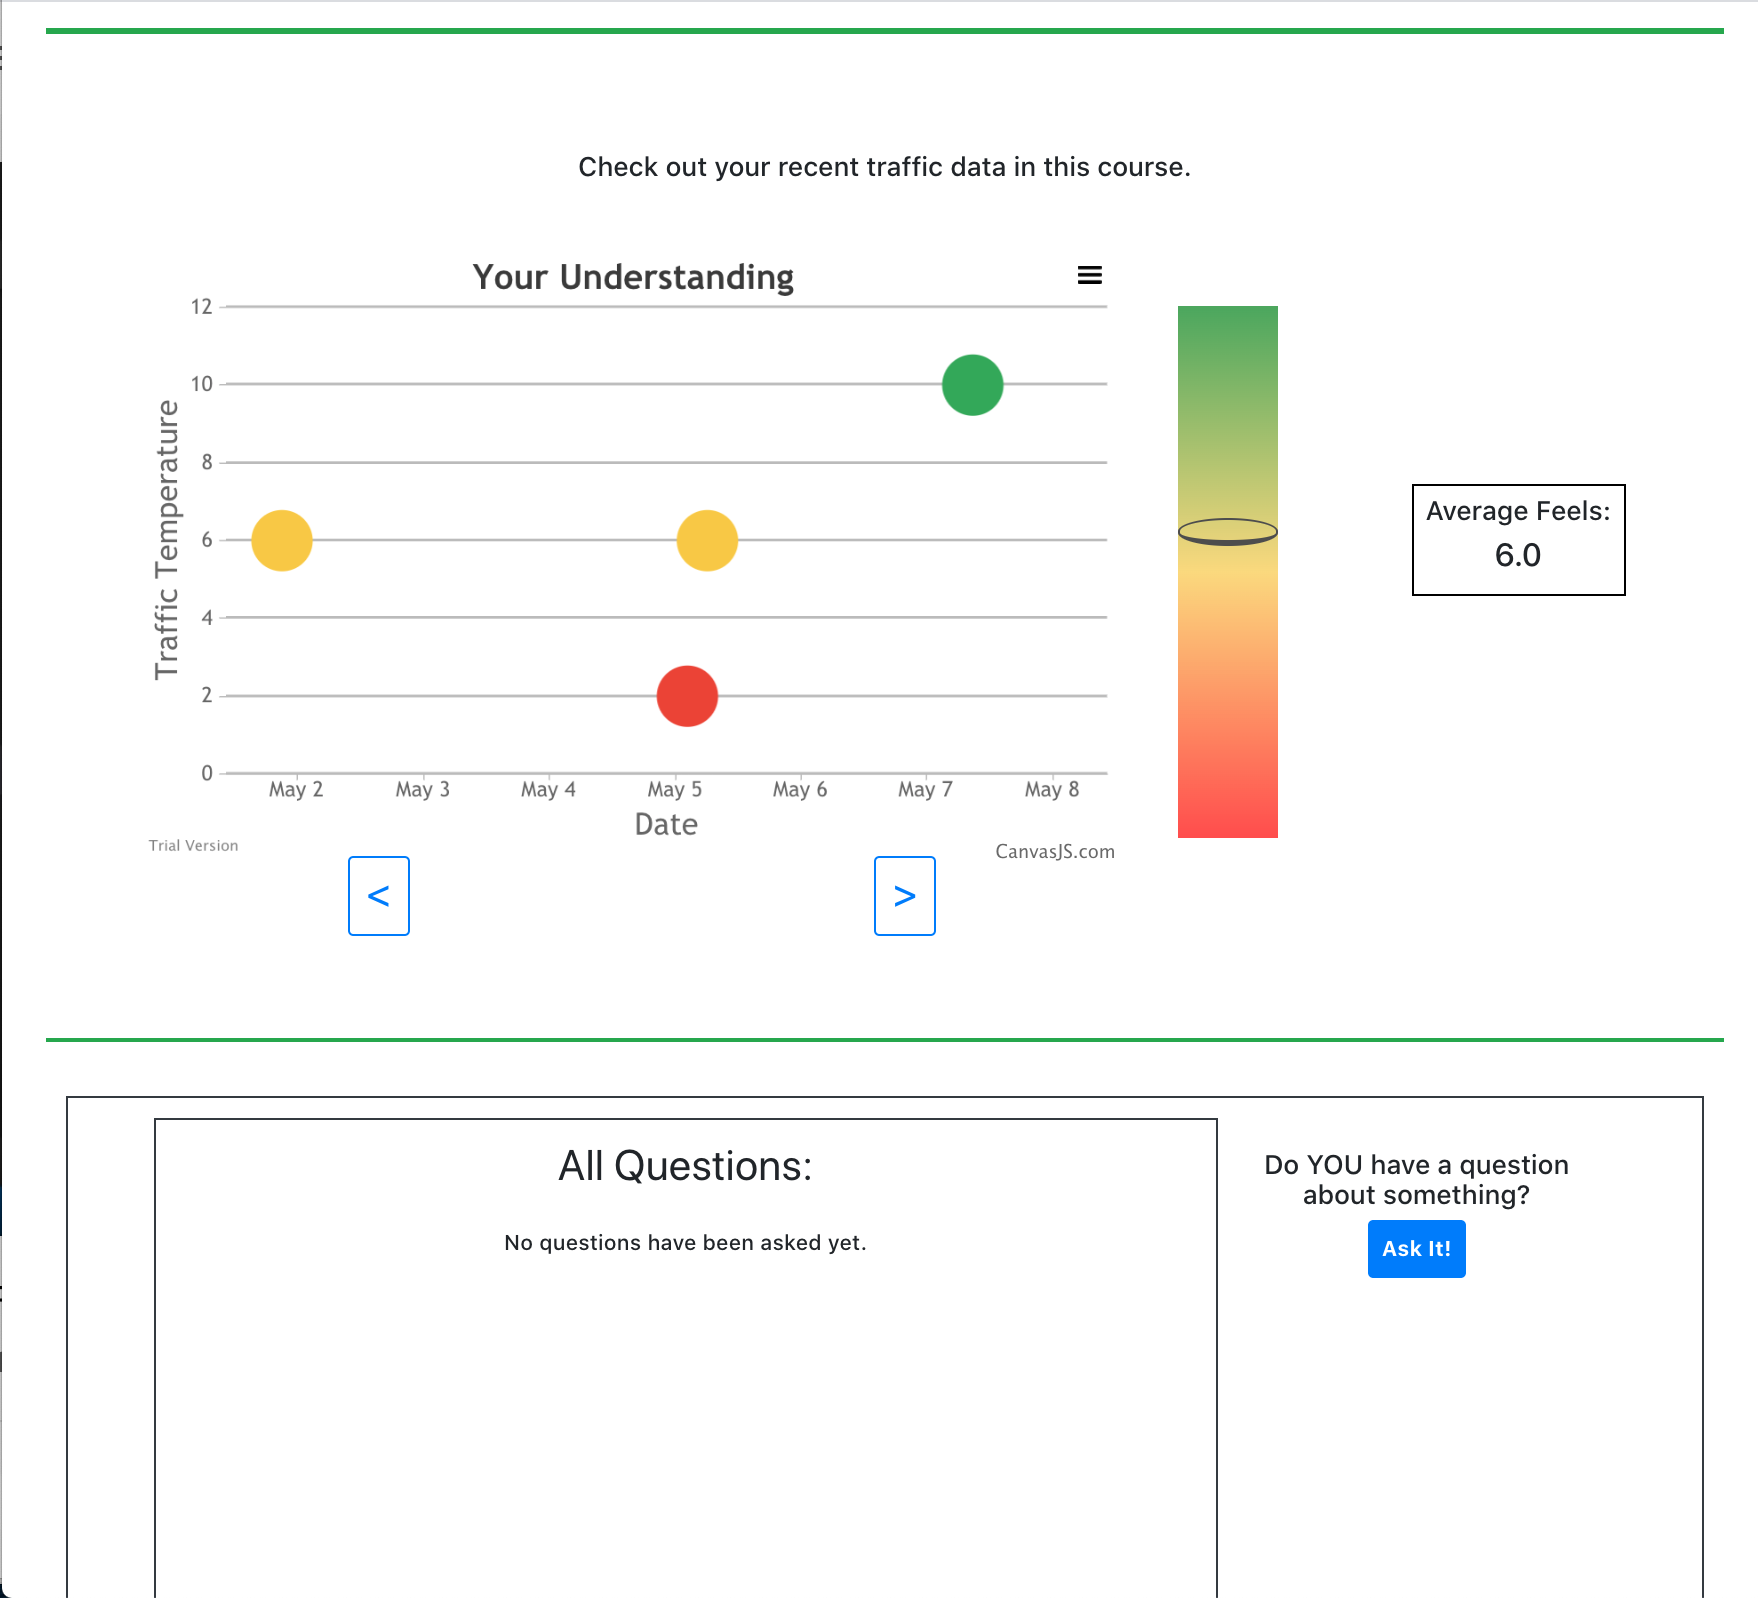 Check out your recent traffic data in this course.
Your Understanding
12
10
8
6
4
2
0
Traffic Temperature
May 2
May 3
May 4
May 5
May 6
May 7
May 8
Date
Trial Version
CanvasJS.com
<
>
Average Feels:
6.0
All Questions:
No questions have been asked yet.
Do YOU have a question
about something?
Ask It!